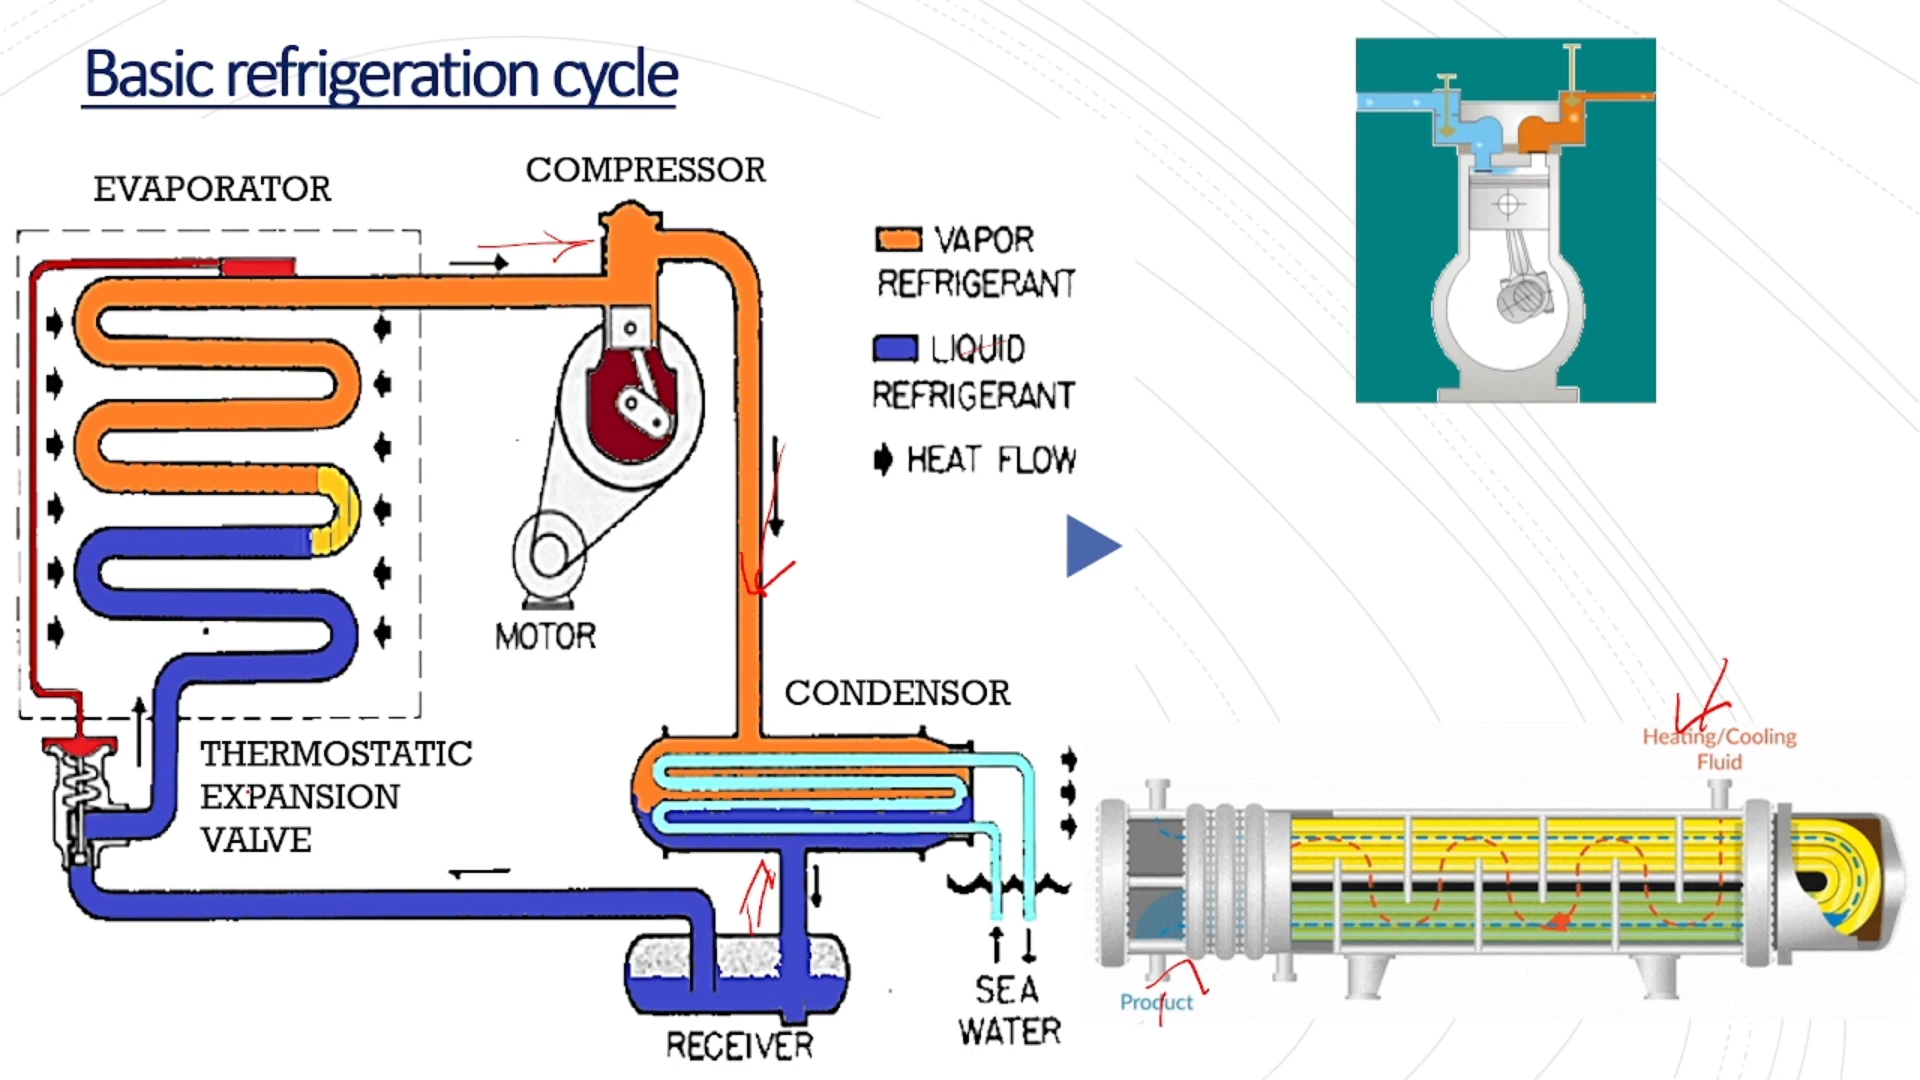 Basic refrigeration cycle
EVAPORATOR
COMPRESSOR
VAPOR
REFRIGERANT
LIQUID
REFRIGERANT
HEAT FLOW
MOTOR
CONDENSOR
THERMOSTATIC
EXPANSION
VALVE
SEA
WATER
RECEIVER
Heating/Cooling
Fluid
Product